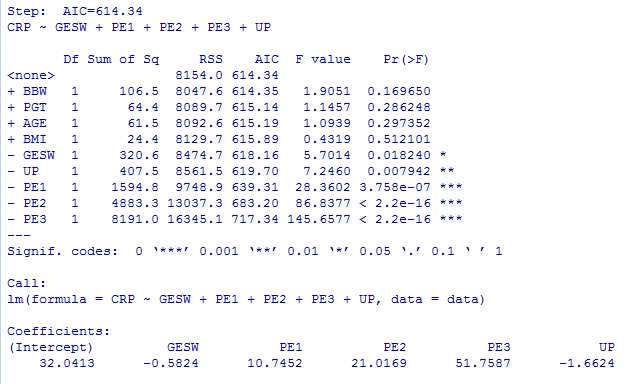 Step:  AIC=614.34
CRP ~ GESW + PE1 + PE2 + PE3 + UP

       Df Sum of Sq     RSS    AIC  F value    Pr(>F)
<none>               8154.0 614.34
+ BBW   1     106.5  8047.6 614.35   1.9051  0.169650
+ PGT   1      64.4  8089.7 615.14   1.1457  0.286248
+ AGE   1      61.5  8092.6 615.19   1.0939  0.297352
+ BMI   1      24.4  8129.7 615.89   0.4319  0.512101
- GESW  1     320.6  8474.7 618.16   5.7014  0.018240 *
- UP    1     407.5  8561.5 619.70   7.2460  0.007942 **
- PE1   1    1594.8  9748.9 639.31  28.3602 3.758e-07 ***
- PE2   1    4883.3 13037.3 683.20  86.8377 < 2.2e-16 ***
- PE3   1    8191.0 16345.1 717.34 145.6577 < 2.2e-16 ***
---
Signif. codes:  0 ‘***’ 0.001 ‘**’ 0.01 ‘*’ 0.05 ‘.’ 0.1 ‘ ’ 1

Call:
lm(formula = CRP ~ GESW + PE1 + PE2 + PE3 + UP, data = data)

Coefficients:
(Intercept)         GESW          PE1          PE2          PE3           UP
    32.0413      -0.5824      10.7452      21.0169      51.7587      -1.6624